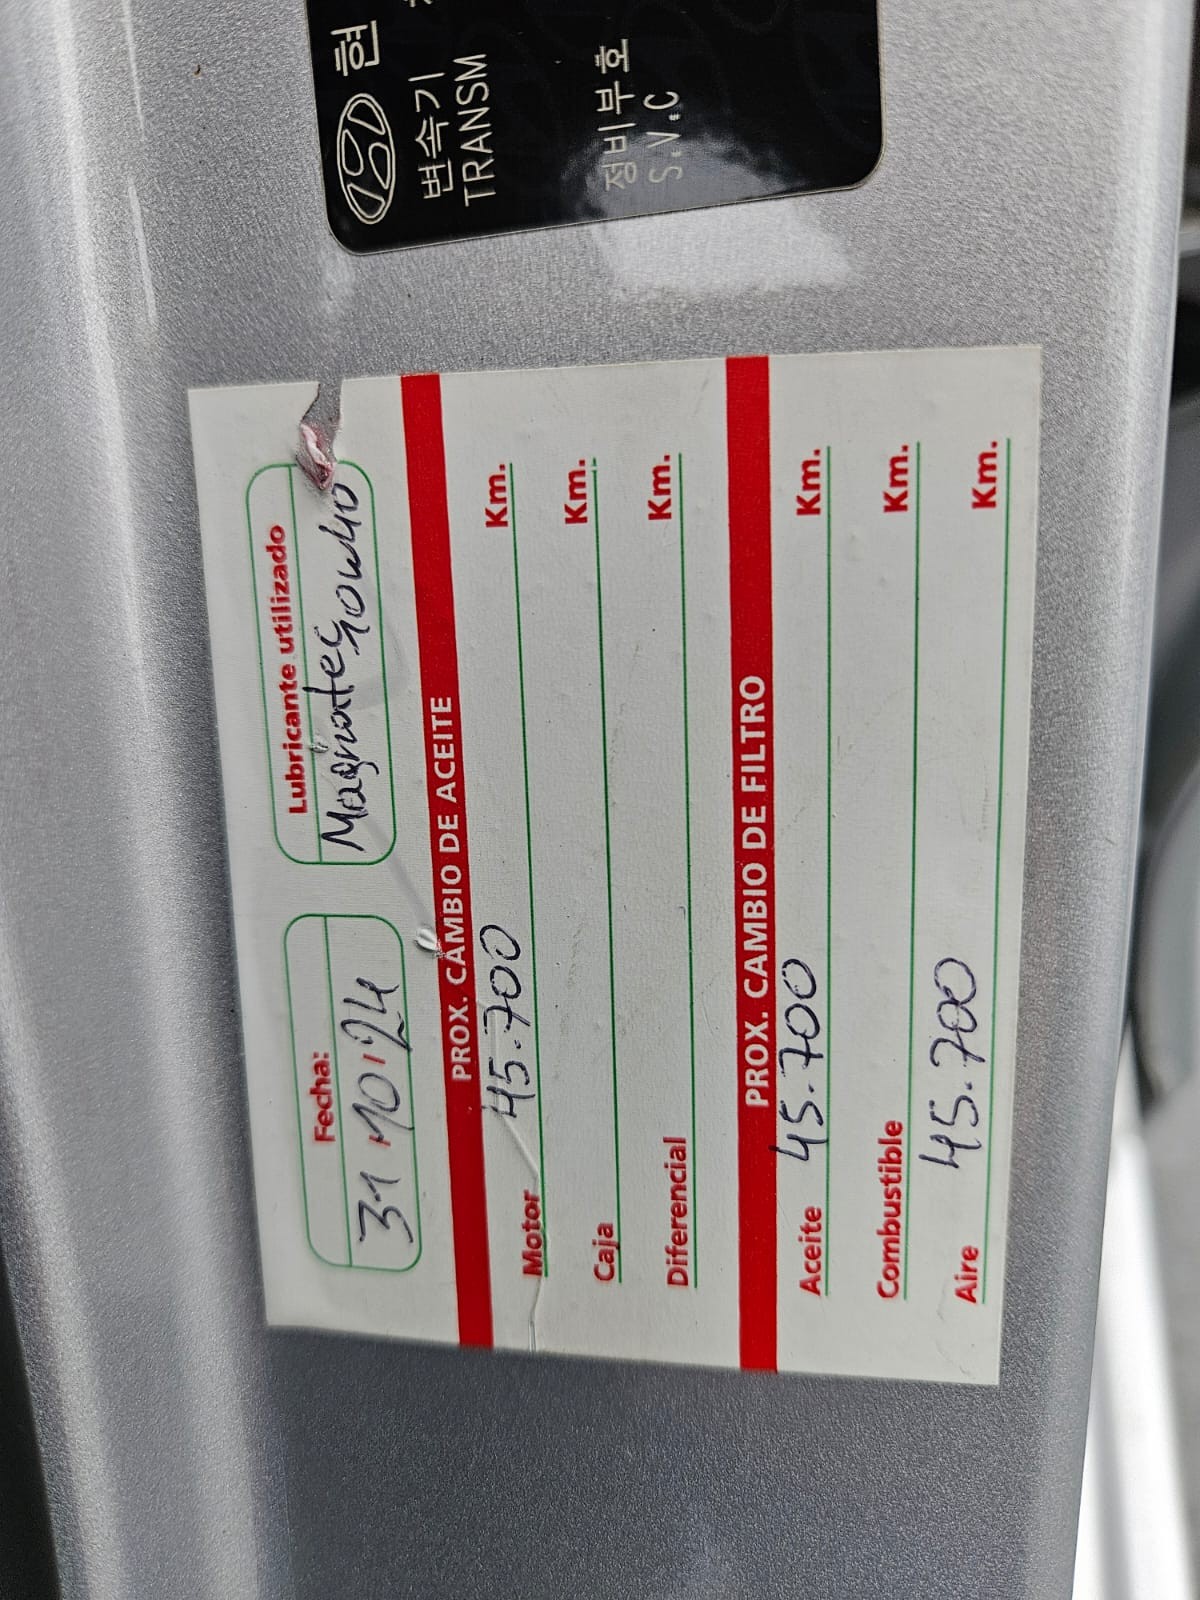 현
변속기
TRANSM
정비부호
S.V.C
Fecha: Lubricante utilizado
31.10.24 Magnatec 10W40
PROX. CAMBIO DE ACEITE
Motor 45.700 Km.
Caja Km.
Diferencial Km.
PROX. CAMBIO DE FILTRO
Aceite 45.700 Km.
Combustible Km.
Aire 45.700 Km.